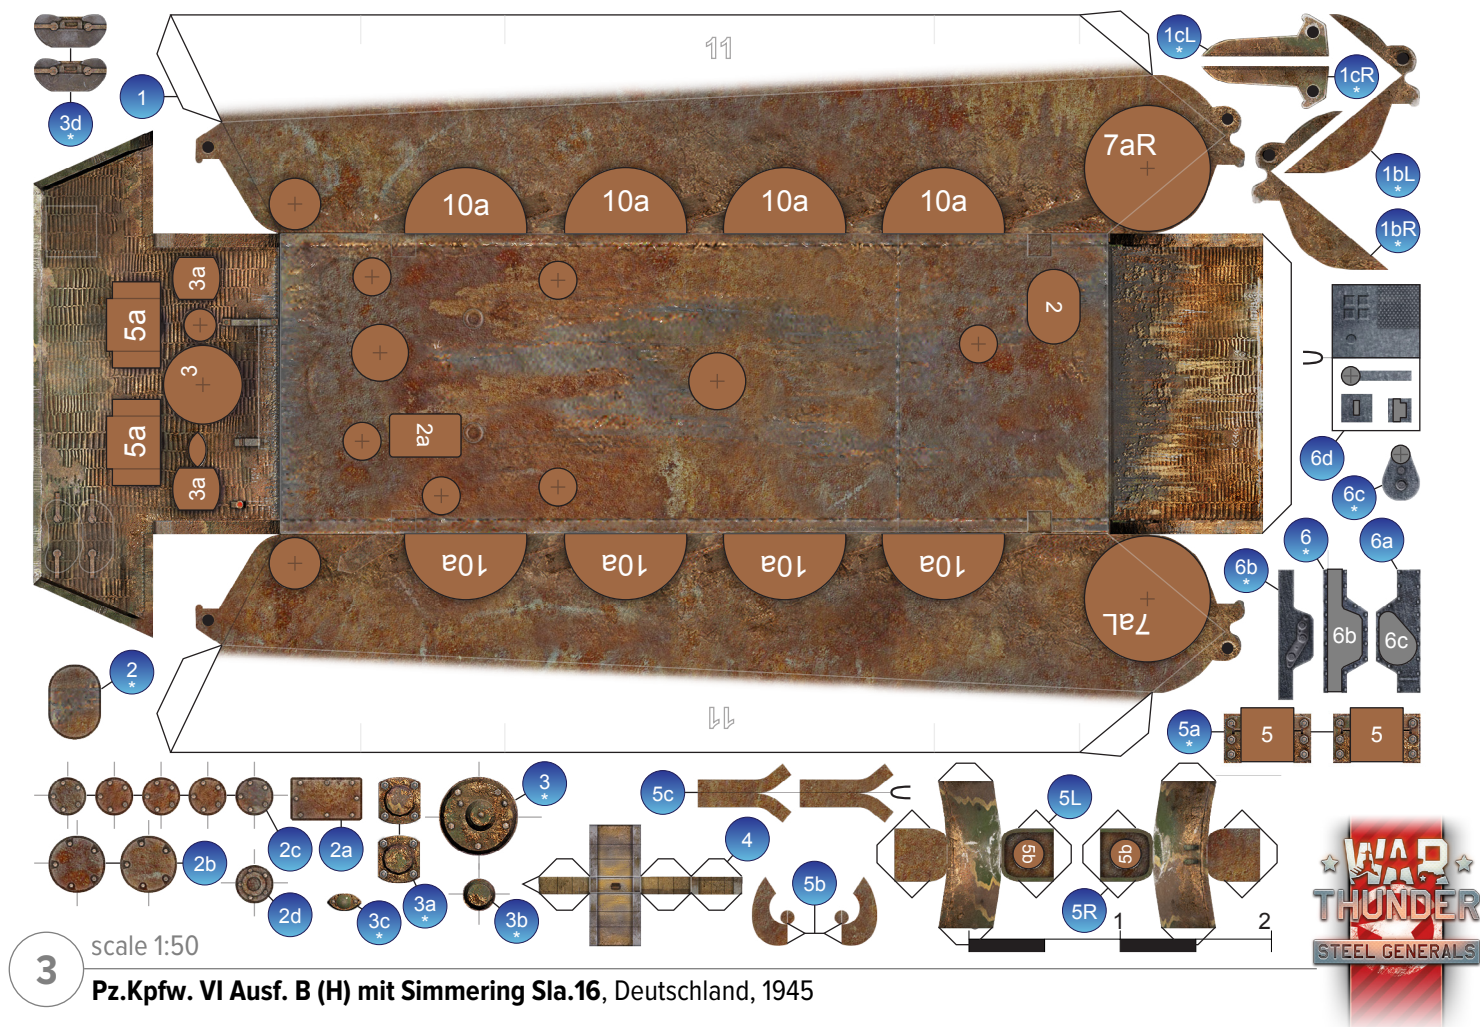 11
1cL
*
1cR
*
1
3d
*
7aR
10a
10a
10a
10a
1bL
*
1bR
*
3a
5a
3
2
5a
3a
2a
6d
6c
*
10a
10a
10a
10a
7aL
6
*
6a
6b
*
6b
6c
2
*
11
5a
*
5
5
3
*
5c
5L
2c
2a
2b
4
5b
5b
5b
2d
3c
*
3a
*
3b
*
5R
1
2
3
scale 1:50
Pz.Kpfw. VI Ausf. B (H) mit Simmering Sla.16, Deutschland, 1945
WAR
THUNDER
STEEL GENERALS